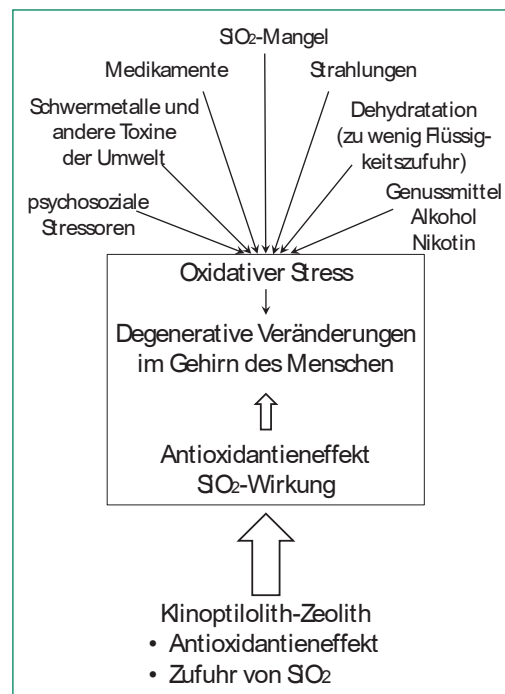 SiO2-Mangel
Medikamente
Strahlungen
Schwermetalle und
andere Toxine
der Umwelt
Dehydratation
(zu wenig Flüssig-
keitszufuhr)
psychosoziale
Stressoren
Genussmittel
Alkohol
Nikotin
Oxidativer Stress
Degenerative Veränderungen
im Gehirn des Menschen
Antioxidantieneffekt
SiO2-Wirkung
Klinoptilolith-Zeolith
• Antioxidantieneffekt
• Zufuhr von SiO2